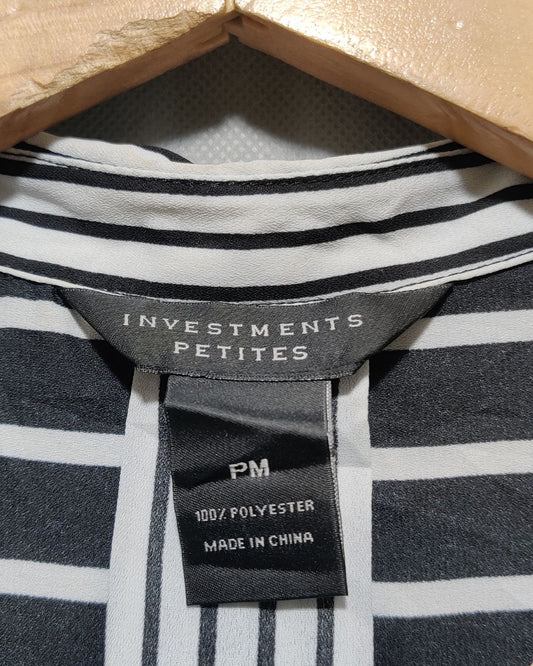 INVESTMENTS
PETITES
PM
100% POLYESTER
MADE IN CHINA